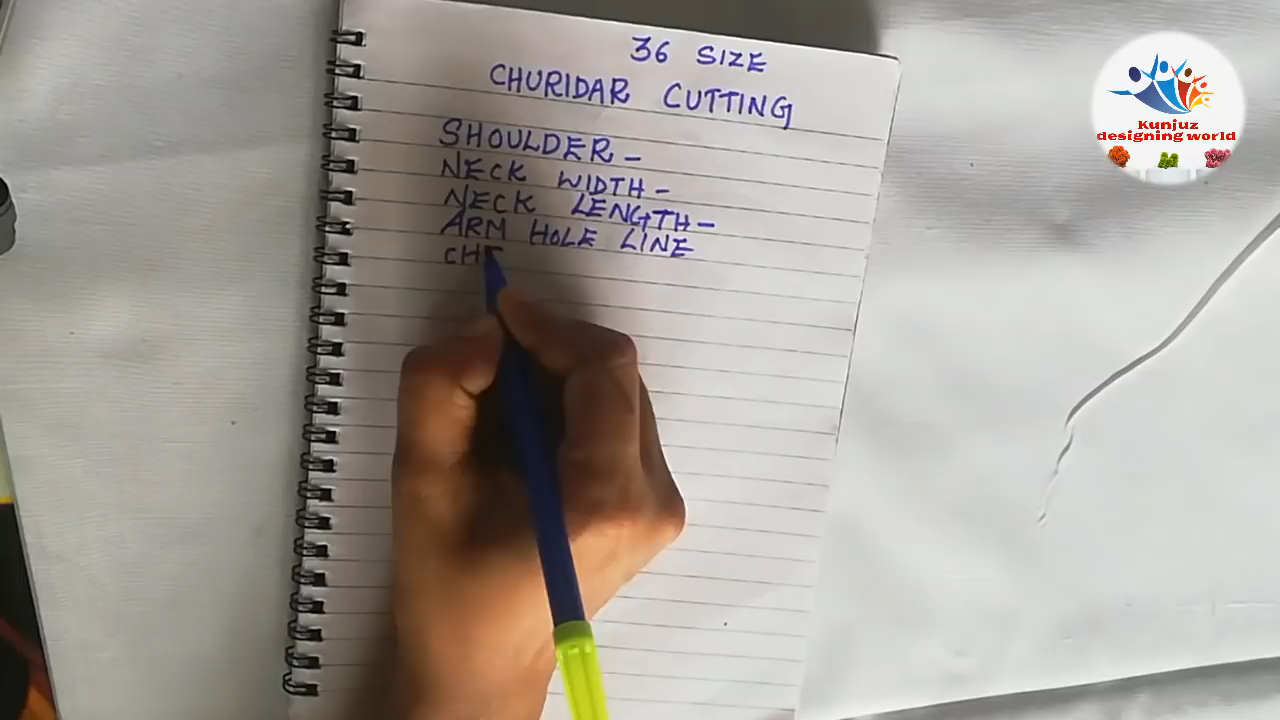 36 SIZE
CHURIDAR CUTTING
SHOULDER -
NECK WIDTH -
NECK LENGTH -
ARM HOLE LINE
Kunjuz
designing world